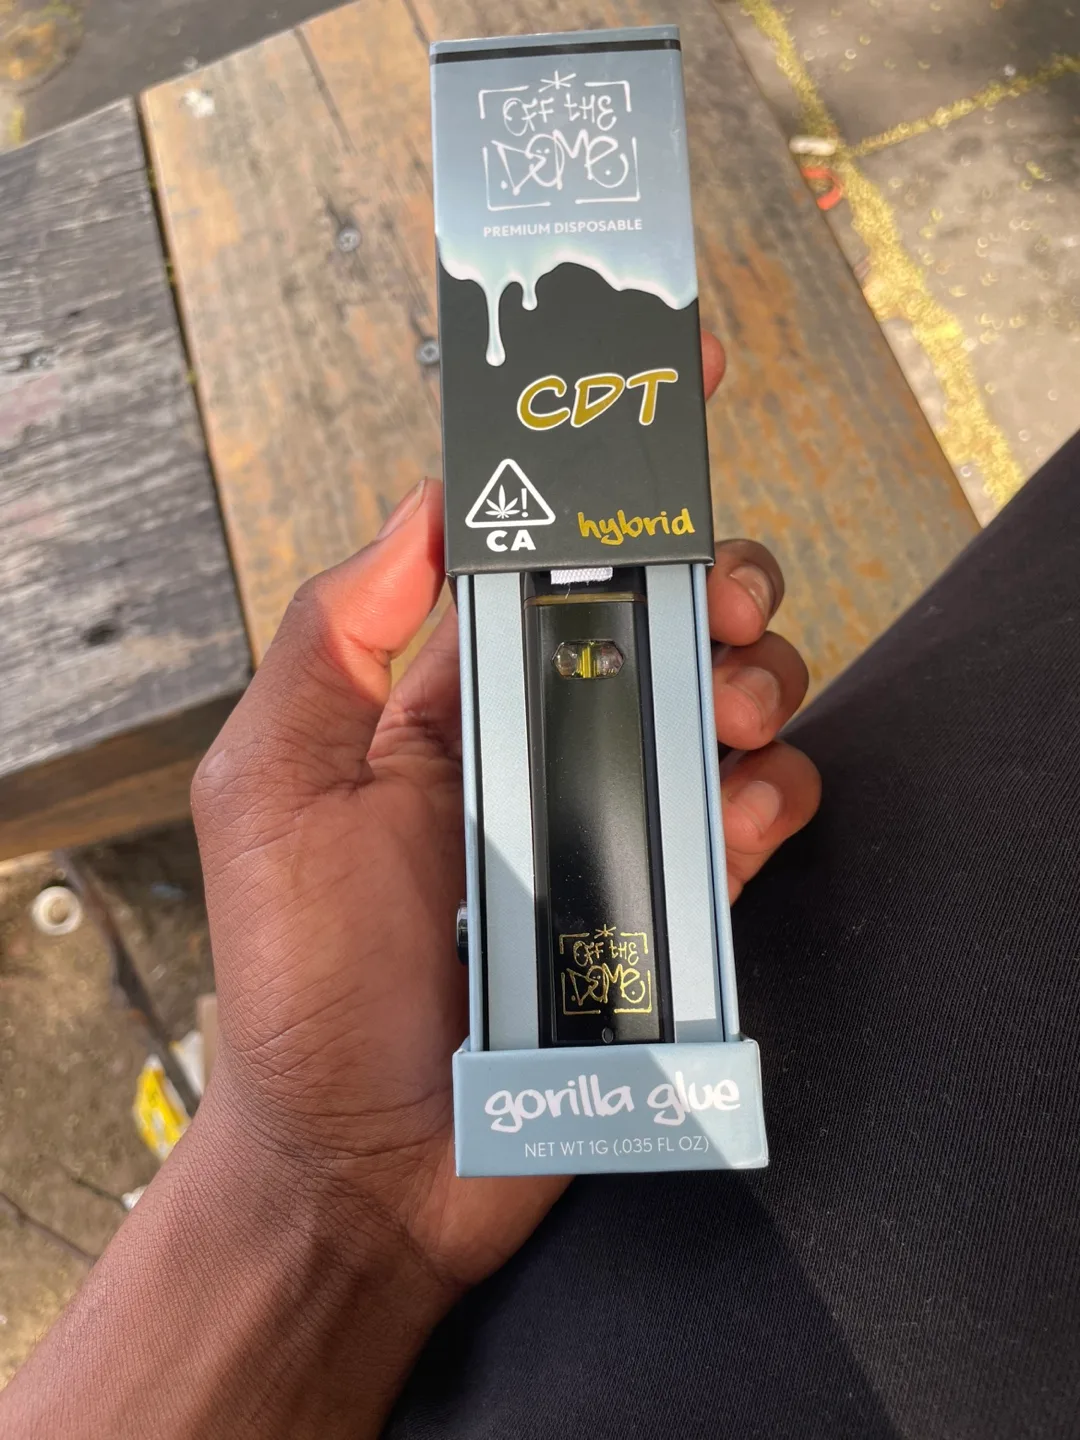 OFF THE
DOME
PREMIUM DISPOSABLE
CDT
CA
hybrid
OFF THE
DOME
gorilla glue
NET WT 1G (.035 FL OZ)